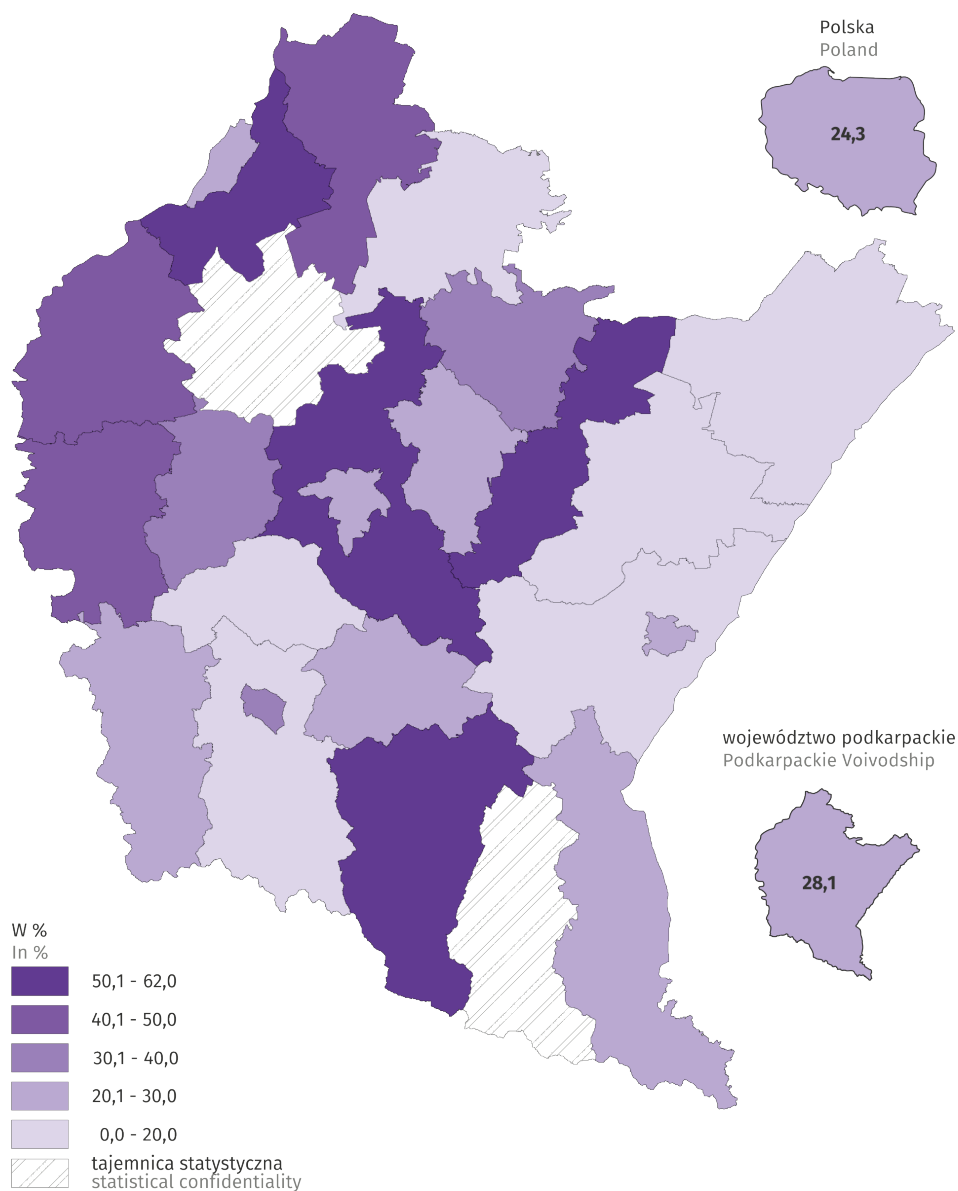 Polska
Poland
24,3
województwo podkarpackie
Podkarpackie Voivodship
28,1
W %
In %
50,1 - 62,0
40,1 - 50,0
30,1 - 40,0
20,1 - 30,0
0,0 - 20,0
tajemnica statystyczna
statistical confidentiality